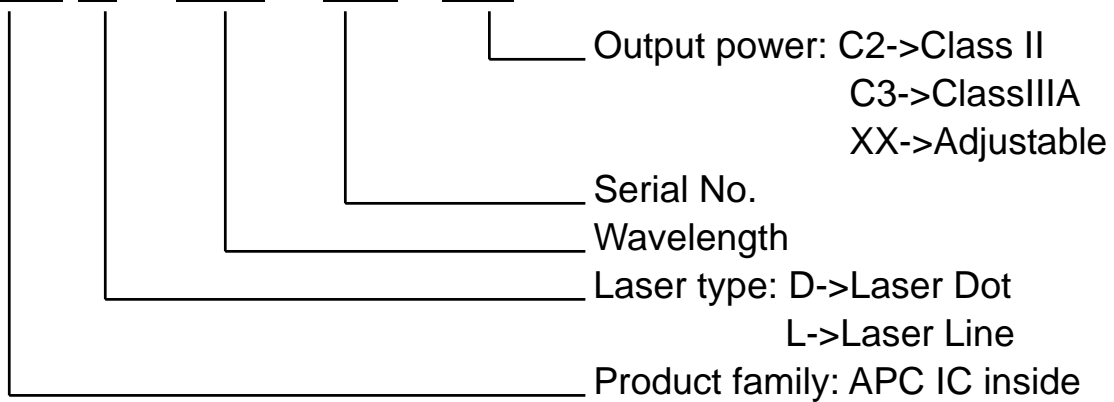 Output power: C2->Class II
C3->ClassIIIA
XX->Adjustable
Serial No.
Wavelength
Laser type: D->Laser Dot
L->Laser Line
Product family: APC IC inside